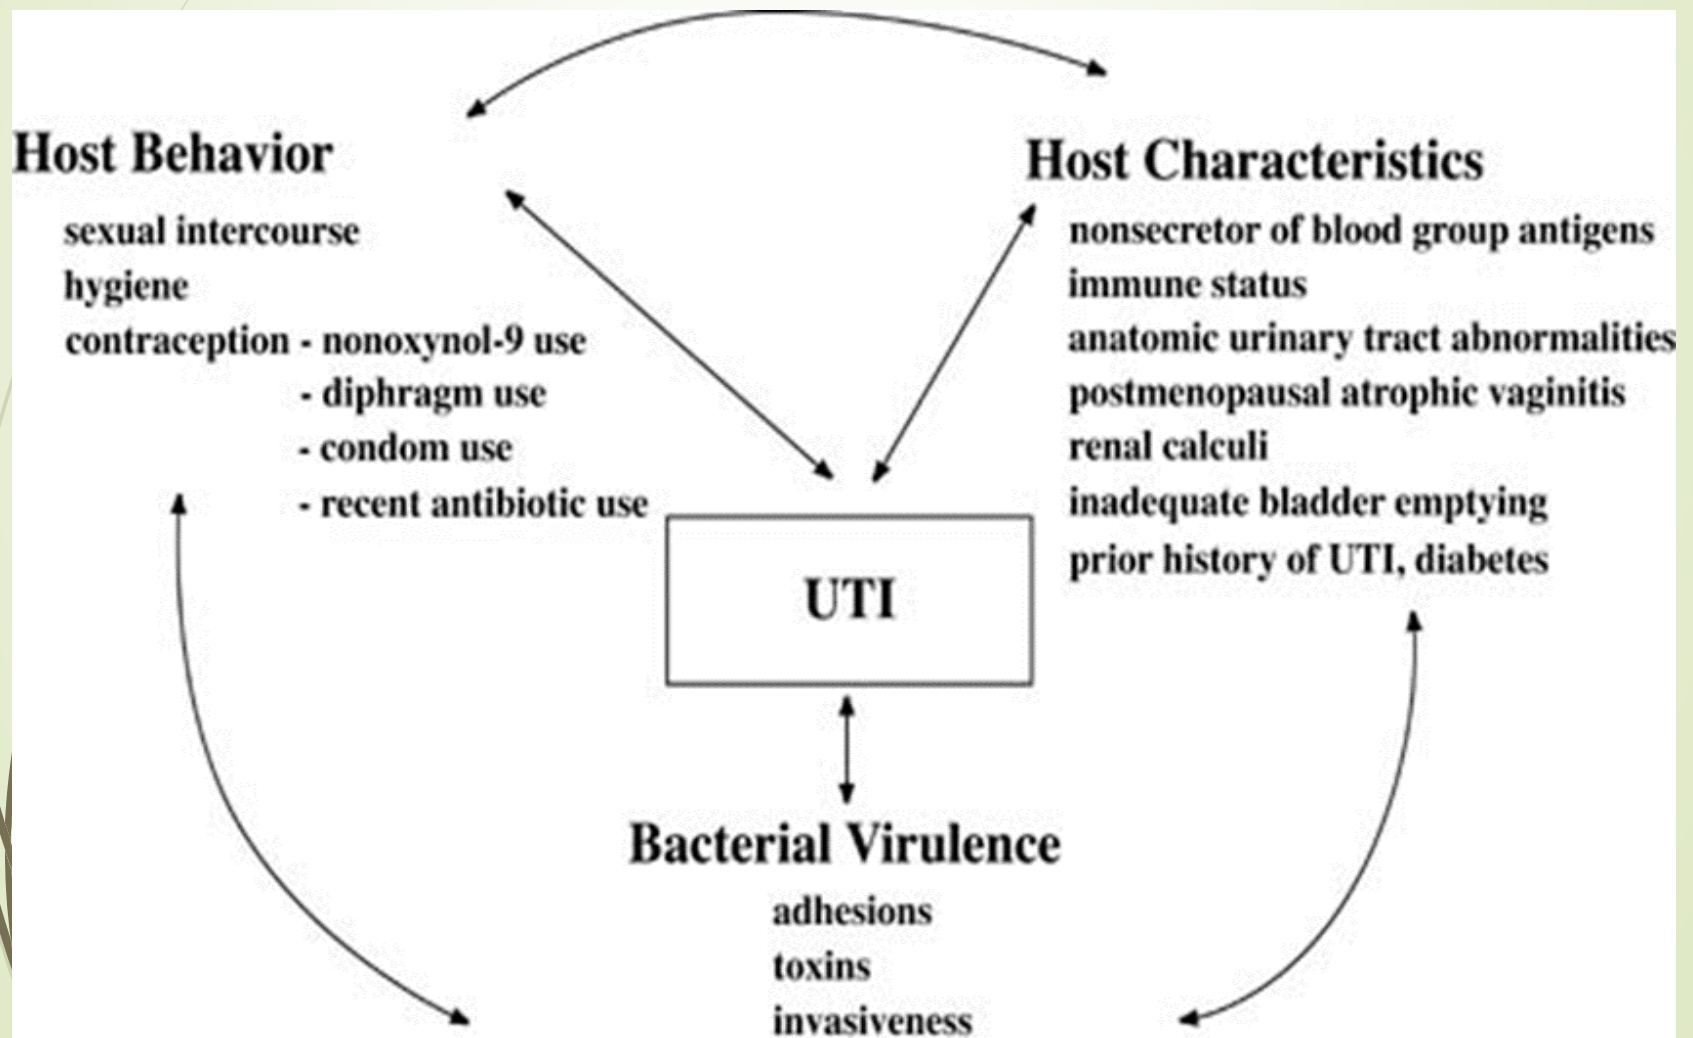 Host Behavior
sexual intercourse
hygiene
contraception - nonoxynol-9 use
- diphragm use
- condom use
- recent antibiotic use
Host Characteristics
nonsecretor of blood group antigens
immune status
anatomic urinary tract abnormalities
postmenopausal atrophic vaginitis
renal calculi
inadequate bladder emptying
prior history of UTI, diabetes
UTI
Bacterial Virulence
adhesions
toxins
invasiveness